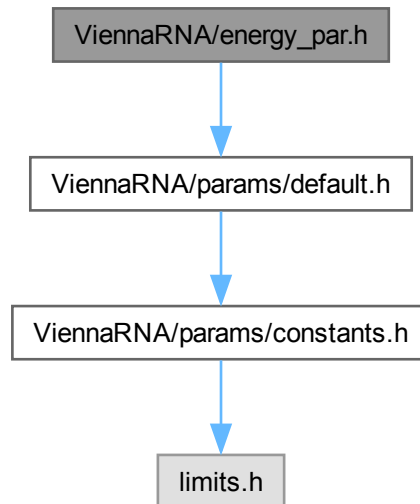 ViennaRNA/energy_par.h
ViennaRNA/params/default.h
ViennaRNA/params/constants.h
limits.h